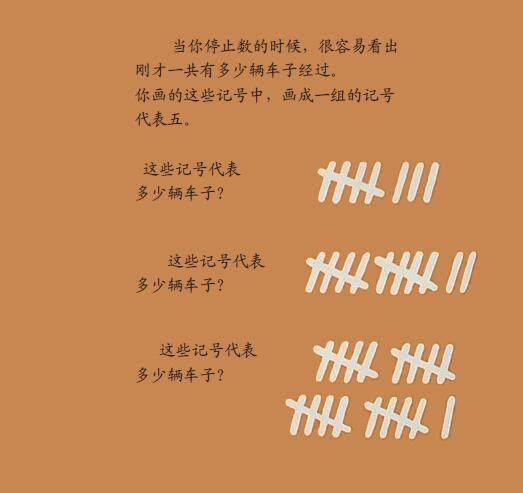 当你停止数的时候，很容易看出
刚才一共有多少辆车子经过。
你画的这些记号中，画成一组的记号
代表五。
这些记号代表
多少辆车子？
这些记号代表
多少辆车子？
这些记号代表
多少辆车子？